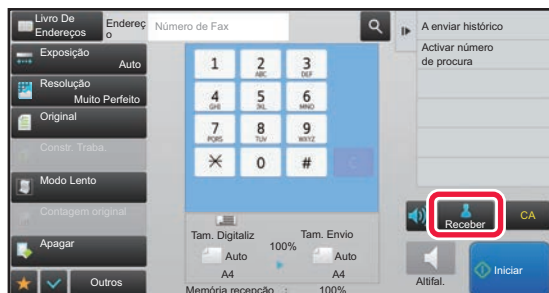 Livro De
Endereços
Endereç
o
Número de Fax
A enviar histórico
Activar número
de procura
Exposição
Auto
Resolução
Muito Perfeito
Original
Constr. Traba.
Modo Lento
Contagem original
Apagar
Outros
1
2
ABC
3
DEF
4
GHI
5
JKL
6
MNO
7
PQRS
8
TUV
9
WXYZ
0
#
C
Tam. Digitaliz
100%
Tam. Envio
Auto
A4
Auto
A4
Memória recepção : 100%
Receber
CA
Altifal.
Iniciar